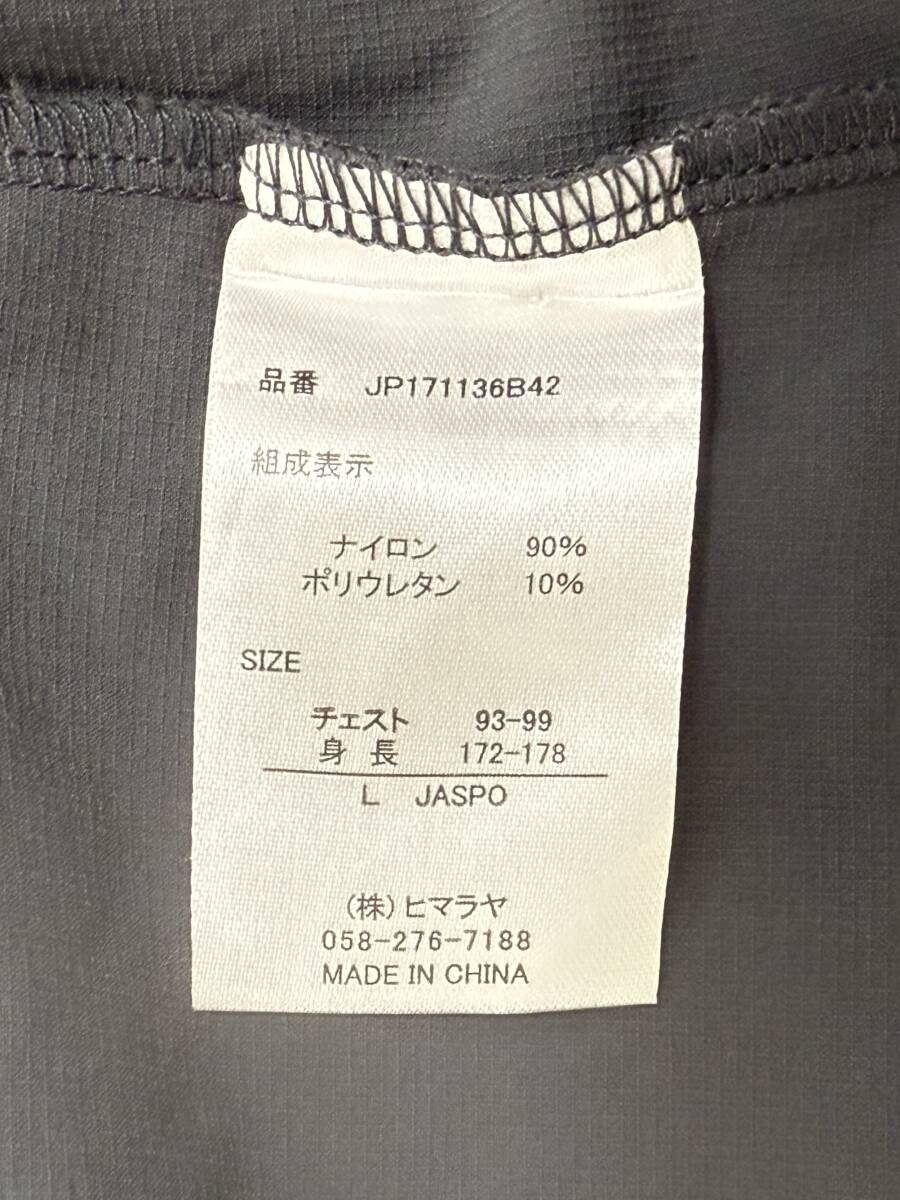 品番 JP171136B42
組成表示
ナイロン 90%
ポリウレタン 10%
SIZE
チェスト 93-99
身長 172-178
L JASPO
(株)ヒマラヤ
058-276-7188
MADE IN CHINA